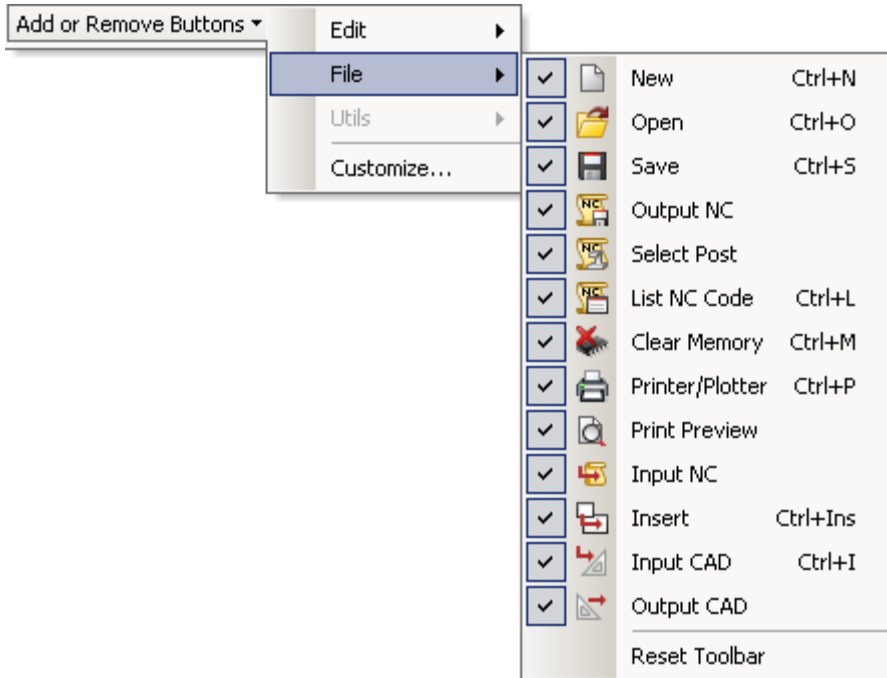 Add or Remove Buttons
Edit
File
Utils
Customize...
New Ctrl+N
Open Ctrl+O
Save Ctrl+S
Output NC
Select Post
List NC Code Ctrl+L
Clear Memory Ctrl+M
Printer/Plotter Ctrl+P
Print Preview
Input NC
Insert Ctrl+Ins
Input CAD Ctrl+I
Output CAD
Reset Toolbar